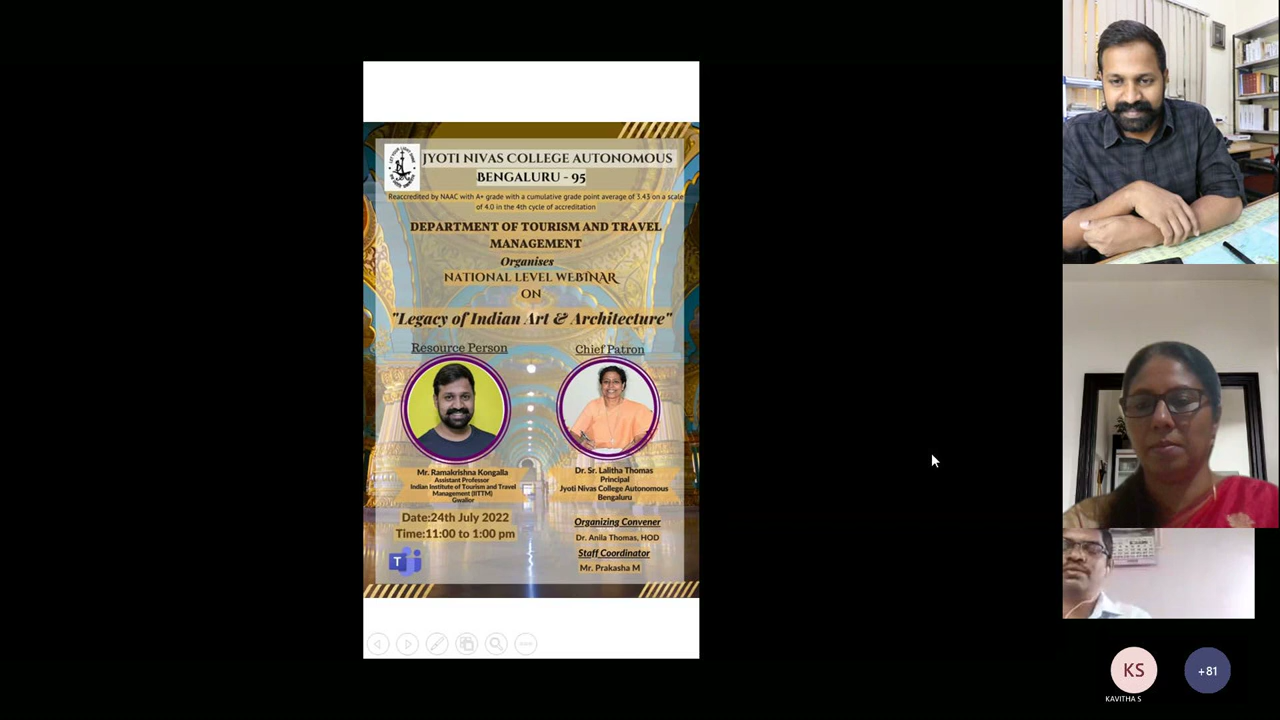 JYOTI NIVAS COLLEGE AUTONOMOUS
BENGALURU - 95
Reaccredited by NAAC with A+ grade with a cumulative grade point average of 3.43 on a scale
of 4.0 in the 4th cycle of accreditation
DEPARTMENT OF TOURISM AND TRAVEL
MANAGEMENT
Organises
NATIONAL LEVEL WEBINAR
ON
"Legacy of Indian Art & Architecture"
Resource Person
Mr. Ramakrishna Kongalla
Assistant Professor
Indian Institute of Tourism and Travel
Management (IITTM)
Gwalior
Date:24th July 2022
Time:11:00 to 1:00 pm
T
Chief Patron
Dr. Sr. Lalitha Thomas
Principal
Jyoti Nivas College Autonomous
Bengaluru
Organizing Convener
Dr. Anila Thomas, HOD
Staff Coordinator
Mr. Prakasha M
KS
KAVITHA S
+81